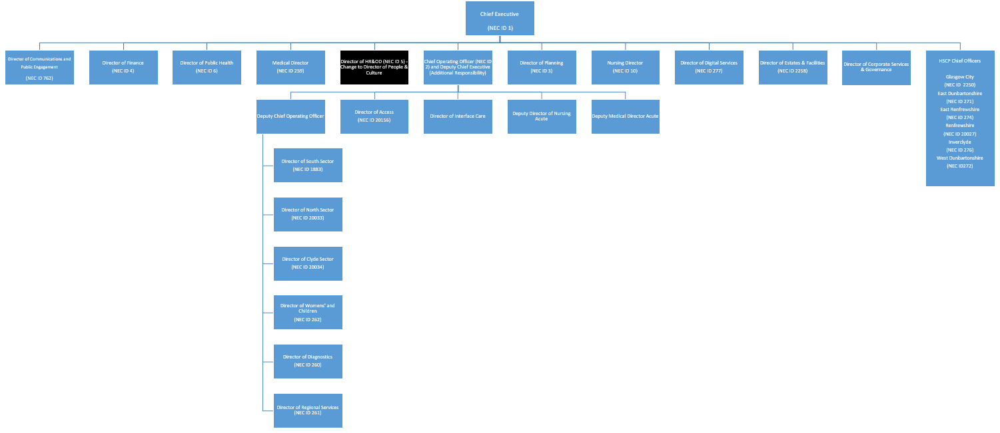 Chief Executive
(NEC ID 1)
Director of Communications and
Public Engagement
(NEC ID 762)
Director of Finance
(NEC ID 4)
Director of Public Health
(NEC ID 6)
Medical Director
(NEC ID 259)
Director of HR&OD (NEC ID 5) -
Change to Director of People &
Culture
Chief Operating Officer (NEC ID
2) and Deputy Chief Executive
(Additional Responsibility)
Director of Planning
(NEC ID 3)
Nursing Director
(NEC ID 10)
Director of Digital Services
(NEC ID 277)
Director of Estates & Facilities
(NEC ID 2258)
Director of Corporate Services
& Governance
HSCP Chief Officers
Glasgow City
(NEC ID 2250)
East Dunbartonshire
(NEC ID 271)
East Renfrewshire
(NEC ID 274)
Renfrewshire
(NEC ID 20027)
Inverclyde
(NEC ID 276)
West Dunbartonshire
(NEC ID272)
Deputy Chief Operating Officer
Director of Access
(NEC ID 20156)
Director of Interface Care
Deputy Director of Nursing
Acute
Deputy Medical Director Acute
Director of South Sector
(NEC ID 1883)
Director of North Sector
(NEC ID 20033)
Director of Clyde Sector
(NEC ID 20034)
Director of Womens' and
Children
(NEC ID 262)
Director of Diagnostics
(NEC ID 260)
Director of Regional Services
(NEC ID 261)